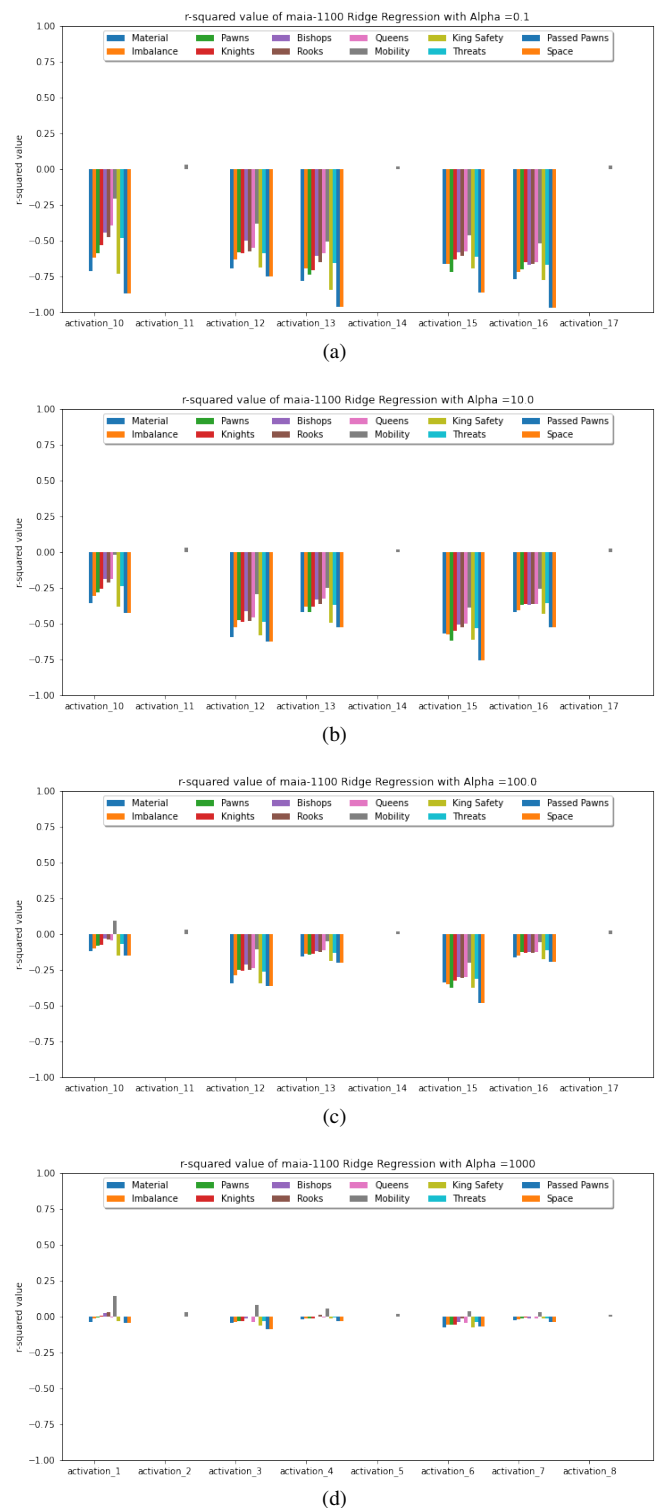 r-squared value of maia-1100 Ridge Regression with Alpha =0.1
Material Pawns Bishops Queens King Safety Passed Pawns
Imbalance Knights Rooks Mobility Threats Space
1.00
0.75
0.50
0.25
0.00
−0.25
−0.50
−0.75
−1.00
r-squared value
activation_10 activation_11 activation_12 activation_13 activation_14 activation_15 activation_16 activation_17
(a)
r-squared value of maia-1100 Ridge Regression with Alpha =10.0
Material Pawns Bishops Queens King Safety Passed Pawns
Imbalance Knights Rooks Mobility Threats Space
1.00
0.75
0.50
0.25
0.00
−0.25
−0.50
−0.75
−1.00
r-squared value
activation_10 activation_11 activation_12 activation_13 activation_14 activation_15 activation_16 activation_17
(b)
r-squared value of maia-1100 Ridge Regression with Alpha =100.0
Material Pawns Bishops Queens King Safety Passed Pawns
Imbalance Knights Rooks Mobility Threats Space
1.00
0.75
0.50
0.25
0.00
−0.25
−0.50
−0.75
−1.00
r-squared value
activation_10 activation_11 activation_12 activation_13 activation_14 activation_15 activation_16 activation_17
(c)
r-squared value of maia-1100 Ridge Regression with Alpha =1000
Material Pawns Bishops Queens King Safety Passed Pawns
Imbalance Knights Rooks Mobility Threats Space
1.00
0.75
0.50
0.25
0.00
−0.25
−0.50
−0.75
−1.00
r-squared value
activation_1 activation_2 activation_3 activation_4 activation_5 activation_6 activation_7 activation_8
(d)